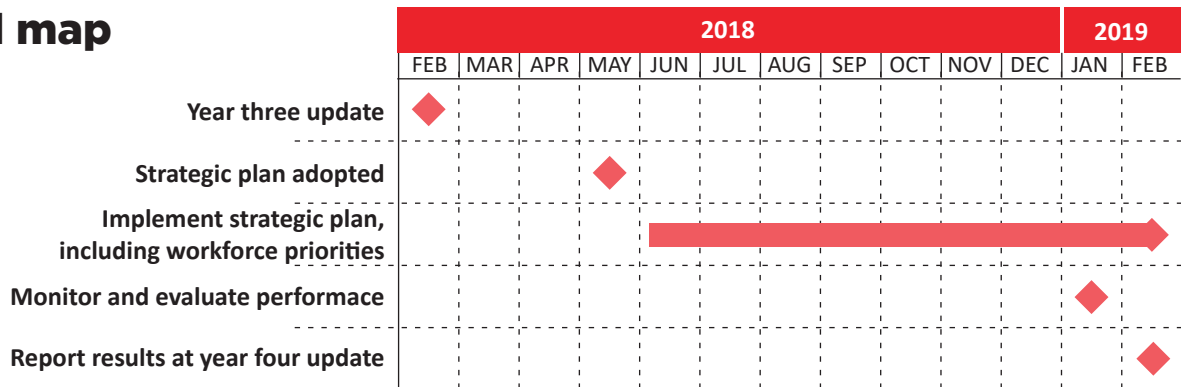 map
2018 2019
FEB MAR APR MAY JUN JUL AUG SEP OCT NOV DEC JAN FEB
Year three update
Strategic plan adopted
Implement strategic plan,
including workforce priorities
Monitor and evaluate performace
Report results at year four update